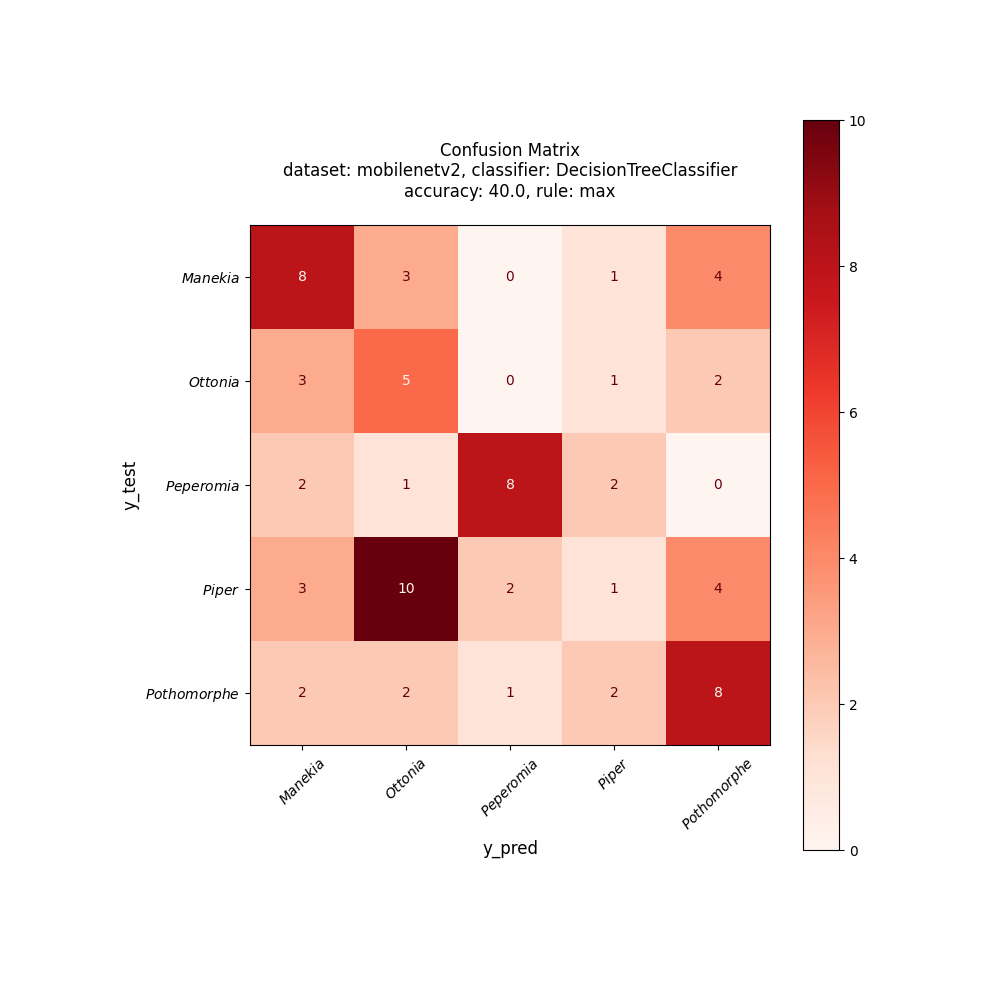 Confusion Matrix
dataset: mobilenetv2, classifier: DecisionTreeClassifier
accuracy: 40.0, rule: max
10
8
6
4
2
0
y_test
Manekia 8 3 0 1 4
Ottonia 3 5 0 1 2
Peperomia 2 1 8 2 0
Piper 3 10 2 1 4
Pothomorphe 2 2 1 2 8
Manekia Ottonia Peperomia Piper Pothomorphe
y_pred